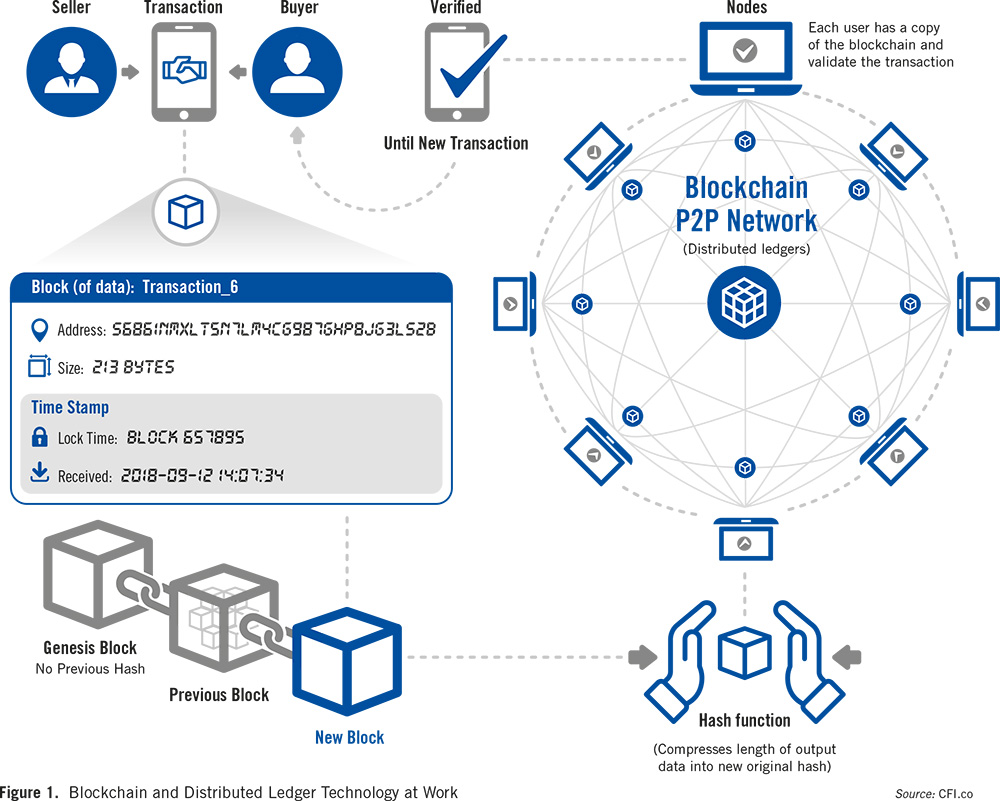 Seller
Transaction
Buyer
Verified
Nodes
Each user has a copy
of the blockchain and
validate the transaction
Until New Transaction
Blockchain
P2P Network
(Distributed ledgers)
Block (of data): Transaction_6
Address:
Size: 213 BYTES
Time Stamp
Lock Time: BLOCK 657895
Received: 2018-09-12 14:07:34
Genesis Block
No Previous Hash
Previous Block
New Block
Hash function
(Compresses length of output
data into new original hash)
Figure 1. Blockchain and Distributed Ledger Technology at Work
Source: CFI.co